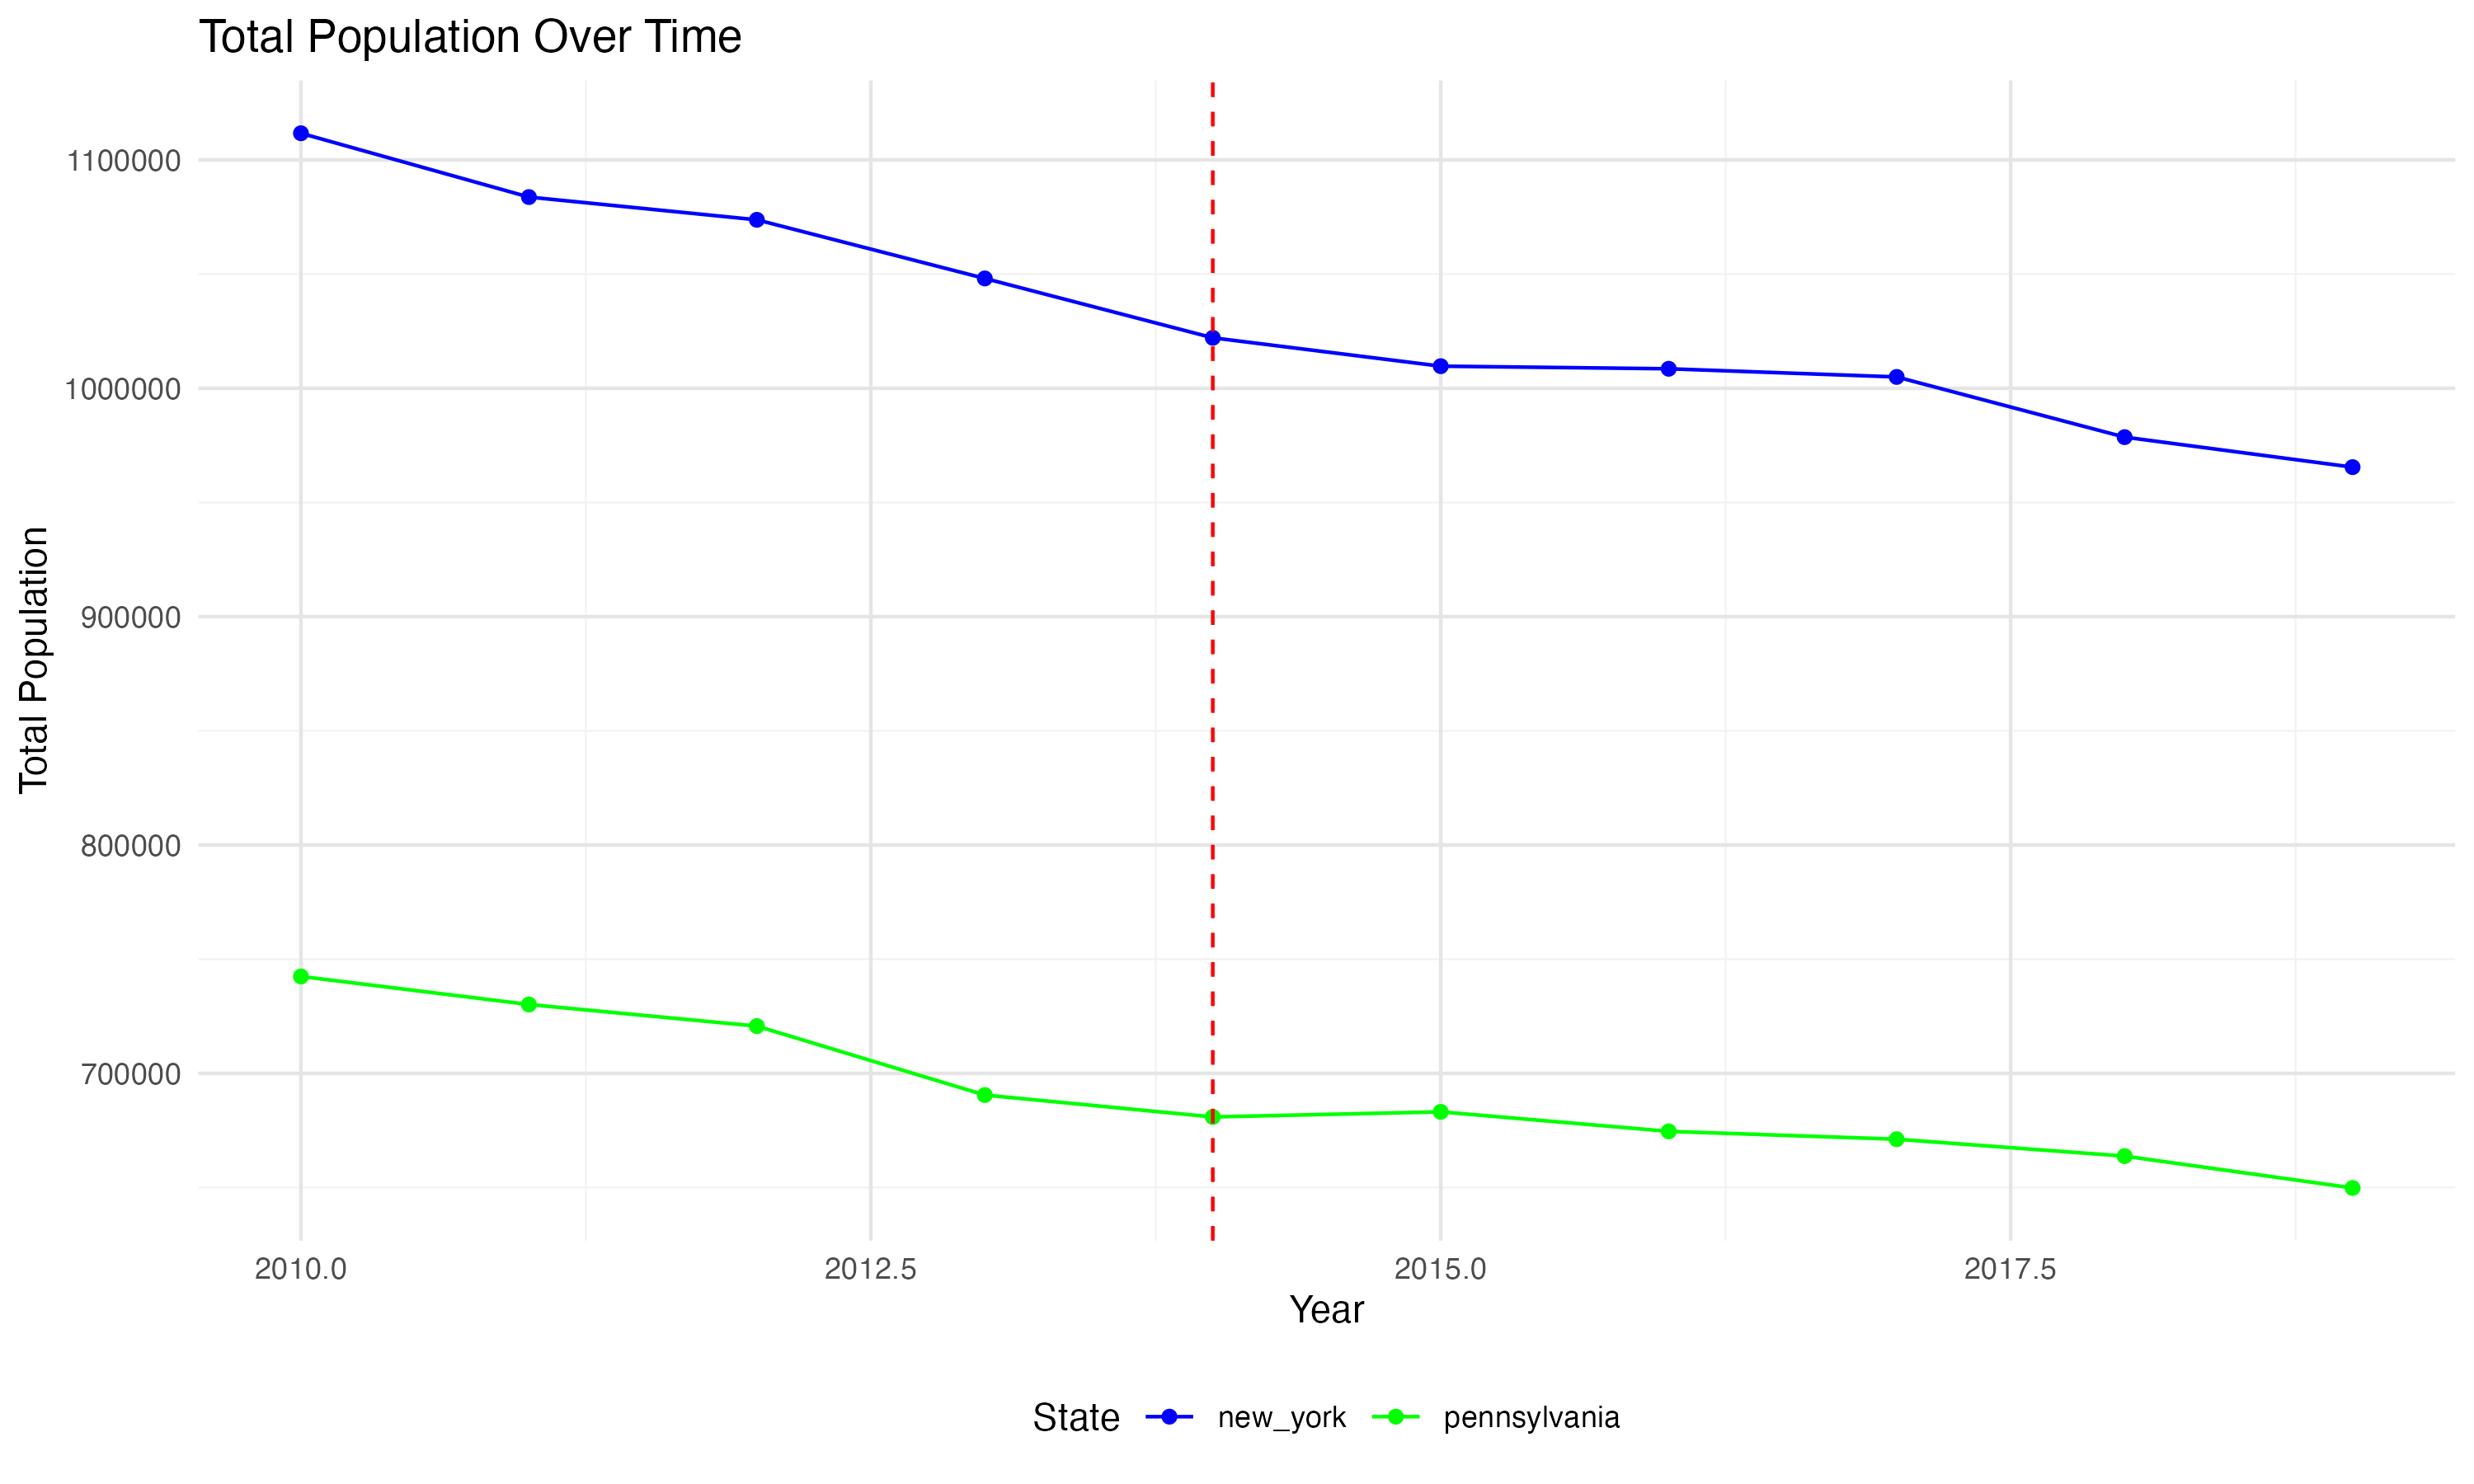 Total Population Over Time
1100000
1000000
900000
800000
700000
Total Population
2010.0 2012.5 2015.0 2017.5
Year
State new_york pennsylvania